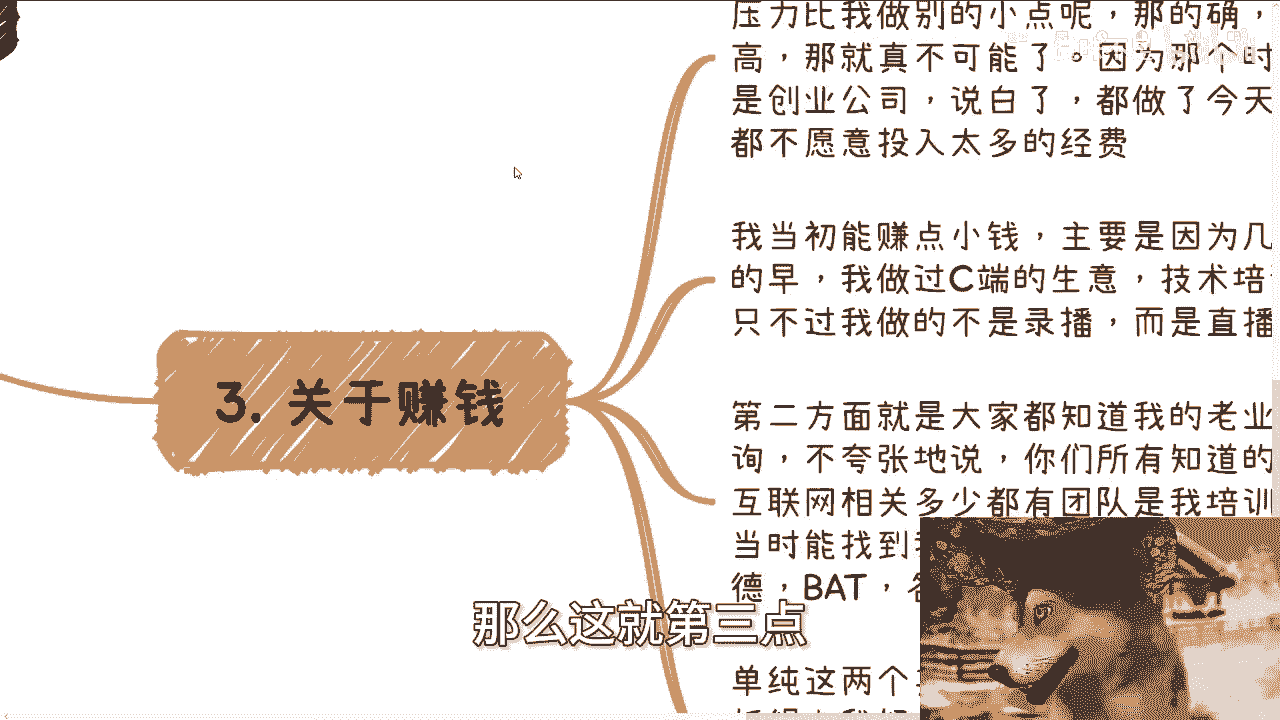 压力比我做别的小点呢，那的确，
高，那就真不可能了。因为那个时
是创业公司，说白了，都做了今天
都不愿意投入太多的经费
我当初能赚点小钱，主要是因为几
的早，我做过C端的生意，技术培
只不过我做的不是录播，而是直播
3. 关于赚钱
第二方面就是大家都知道我的老业
询，不夸张地说，你们所有知道的
互联网相关多少都有团队是我培训
当时能找到
德，BAT，
单纯这两个
那么这就第三点